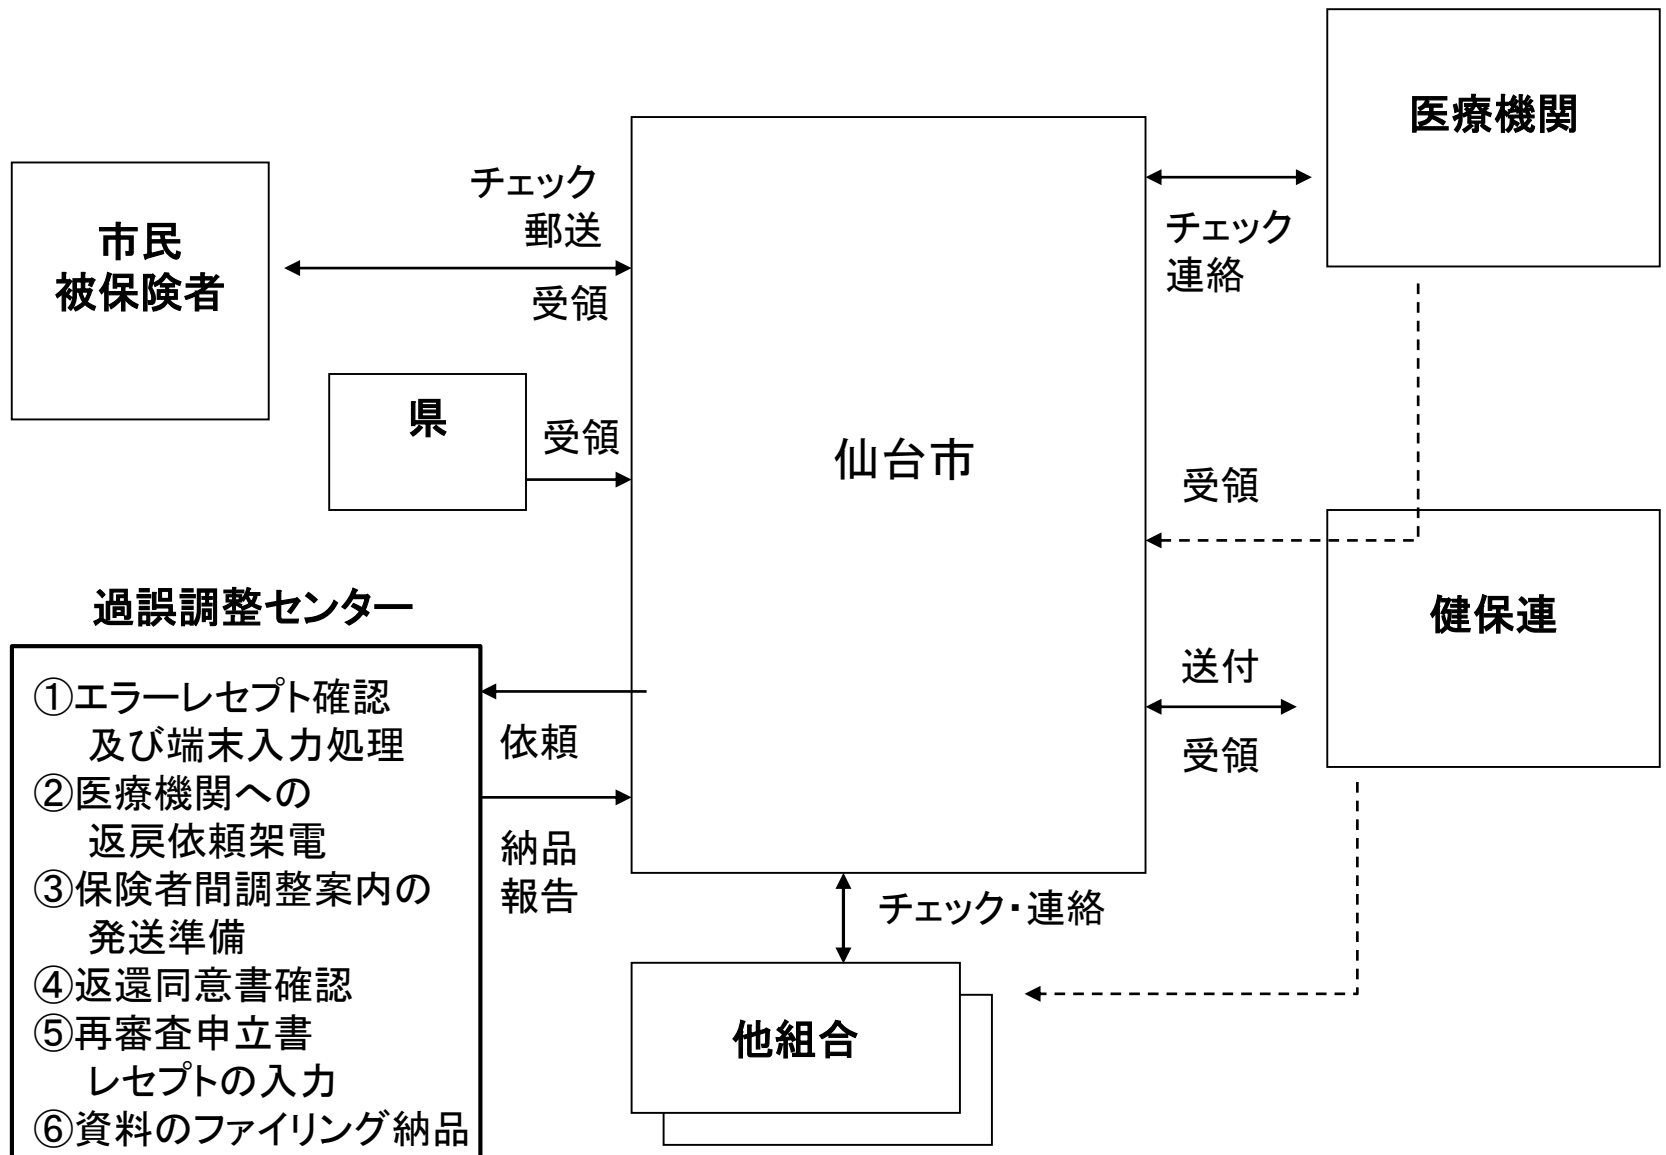 医療機関
チェック
郵送
市民
被保険者
受領
チェック
連絡
県
受領
仙台市
受領
過誤調整センター
健保連
①エラーレセプト確認
及び端末入力処理
②医療機関への
返戻依頼架電
③保険者間調整案内の
発送準備
④返還同意書確認
⑤再審査申立書
レセプトの入力
⑥資料のファイリング納品
依頼
納品
報告
送付
受領
チェック・連絡
他組合